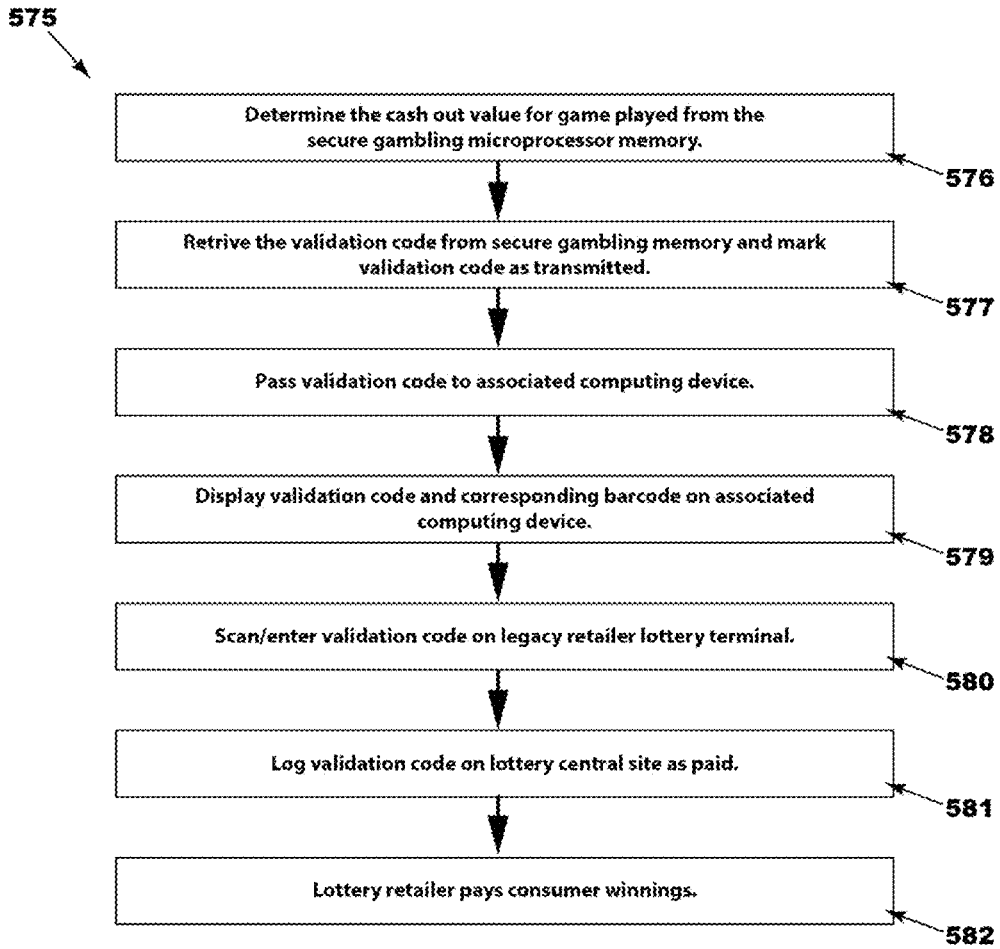 575
Determine the cash out value for game played from the
secure gambling microprocessor memory.
576
Retrive the validation code from secure gambling memory and mark
validation code as transmitted.
577
Pass validation code to associated computing device.
578
Display validation code and corresponding barcode on associated
computing device.
579
Scan/enter validation code on legacy retailer lottery terminal.
580
Log validation code on lottery central site as paid.
581
Lottery retailer pays consumer winnings.
582